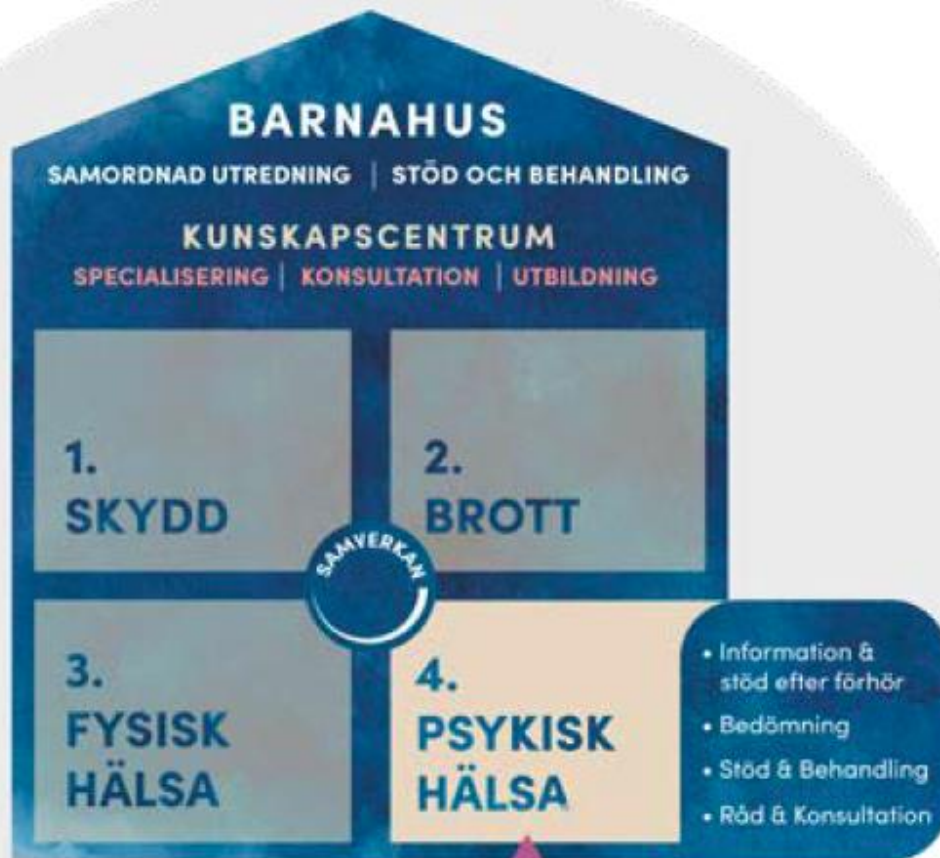 BARNAHUS
SAMORDNAD UTREDNING | STÖD OCH BEHANDLING
KUNSKAPSCENTRUM
SPECIALISERING | KONSULTATION | UTBILDNING
1.
SKYDD
2.
BROTT
SAMVERKAN
3.
FYSISK
HÄLSA
4.
PSYKISK
HÄLSA
• Information &
stöd efter förhör
• Bedömning
• Stöd & Behandling
• Råd & Konsultation